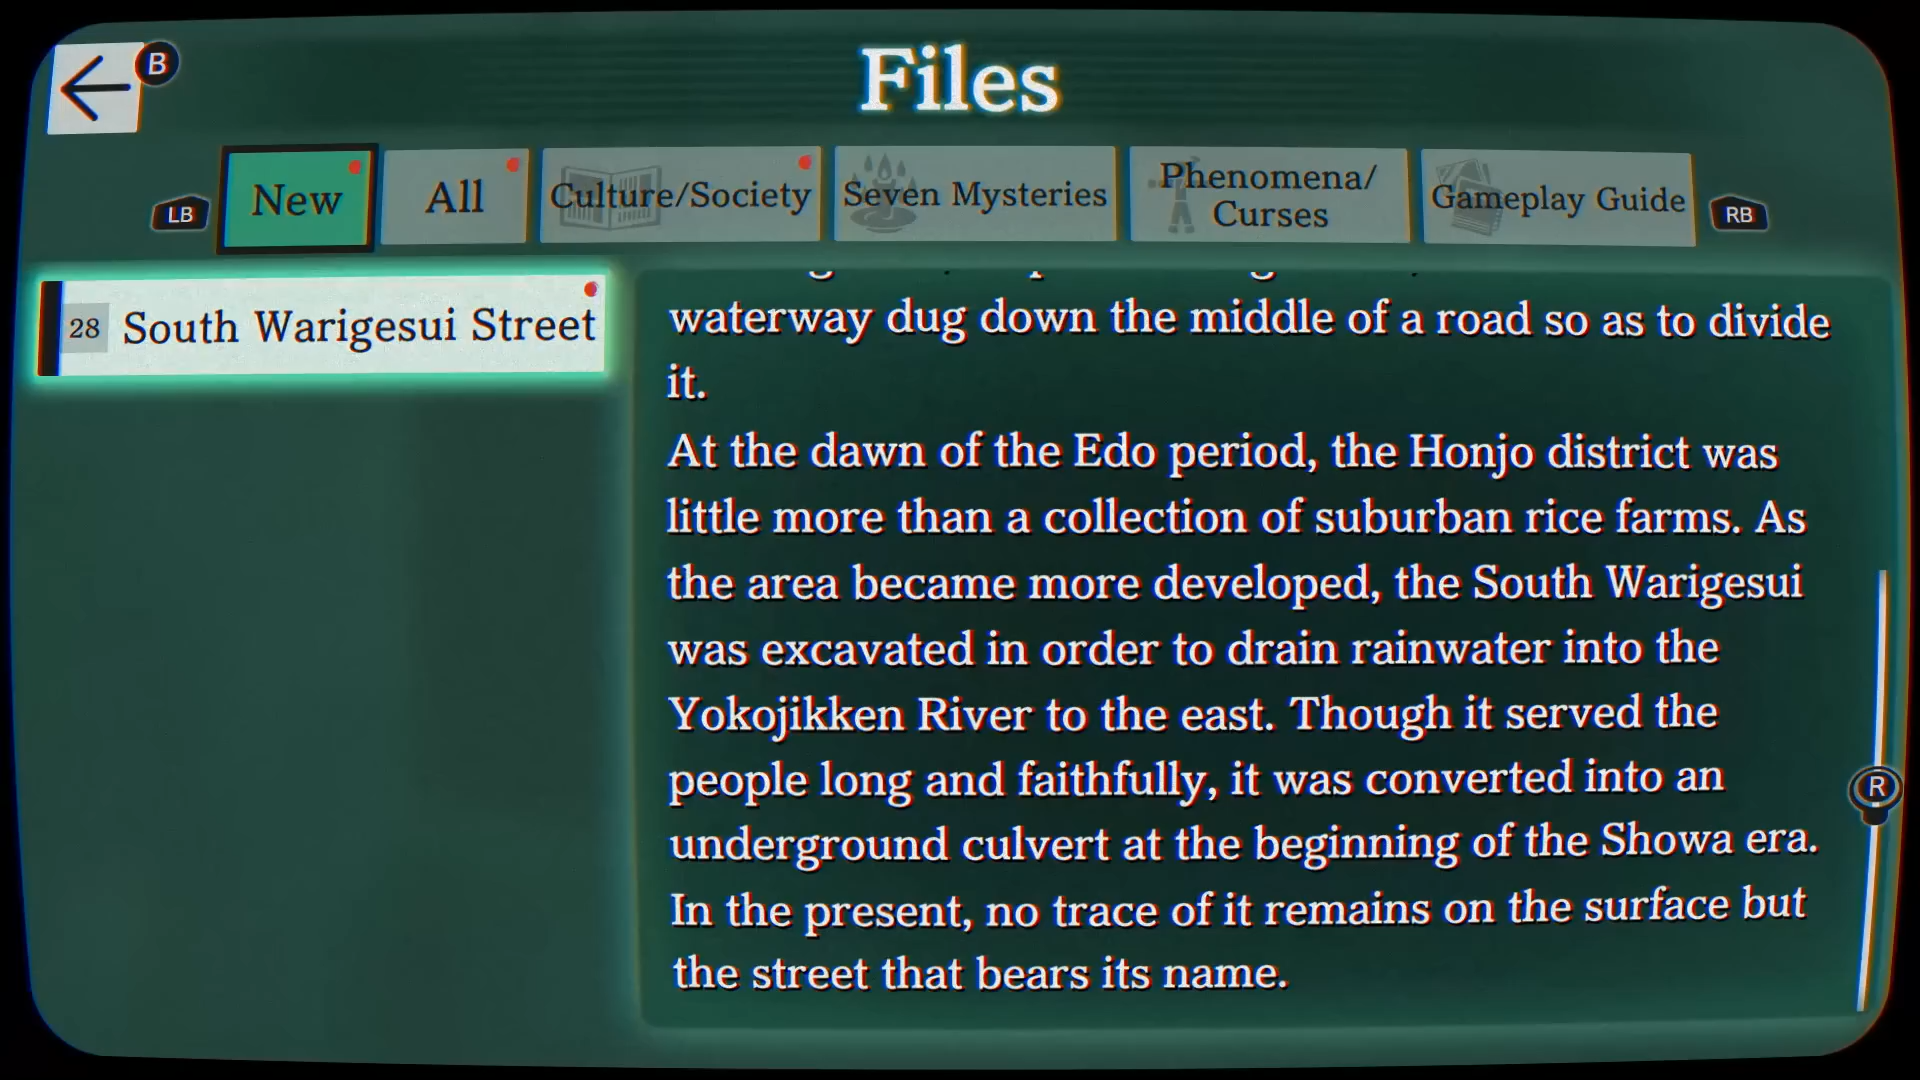 B
Files
LB
New
All
Culture/Society
Seven Mysteries
Phenomena/
Curses
Gameplay Guide
RB
28 South Warigesui Street
waterway dug down the middle of a road so as to divide
it.
At the dawn of the Edo period, the Honjo district was
little more than a collection of suburban rice farms. As
the area became more developed, the South Warigesui
was excavated in order to drain rainwater into the
Yokojikken River to the east. Though it served the
people long and faithfully, it was converted into an
underground culvert at the beginning of the Showa era.
In the present, no trace of it remains on the surface but
the street that bears its name.
R